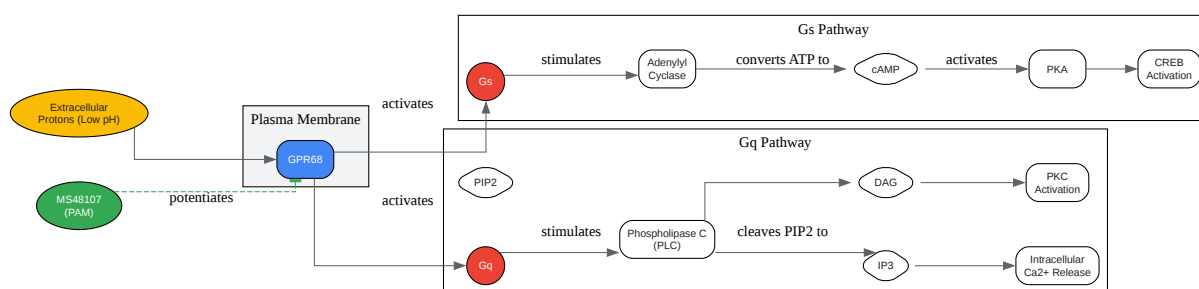 Gs Pathway
Gs
stimulates
Adenylyl
Cyclase
converts ATP to
cAMP
activates
PKA
CREB
Activation
Extracellular
Protons (Low pH)
activates
Plasma Membrane
GPR68
MS48107
(PAM)
potentiates
activates
Gq Pathway
PIP2
DAG
PKC
Activation
Gq
stimulates
Phospholipase C
(PLC)
cleaves PIP2 to
IP3
Intracellular
Ca2+ Release